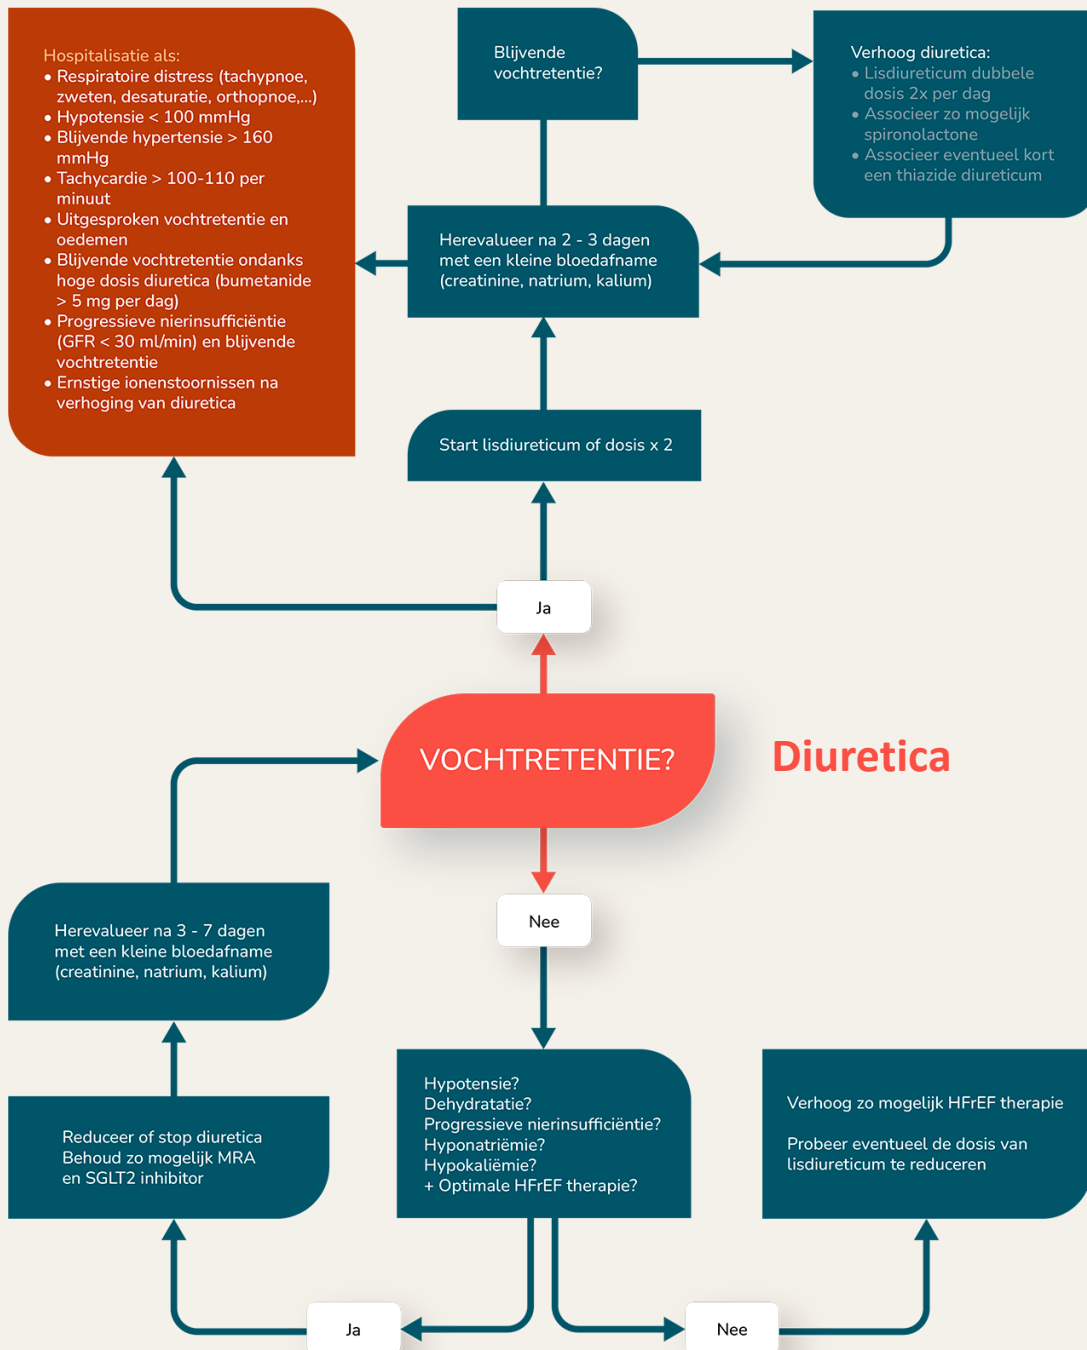 Hospitalisatie als:
• Respiratoire distress (tachypnoe,
zweten, desaturatie, orthopnoe,...)
• Hypotensie < 100 mmHg
• Blijvende hypertensie > 160
mmHg
• Tachycardie > 100-110 per
minuut
• Uitgesproken vochtretentie en
oedemen
• Blijvende vochtretentie ondanks
hoge dosis diuretica (bumetanide
> 5 mg per dag)
• Progressieve nierinsufficiëntie
(GFR < 30 ml/min) en blijvende
vochtretentie
• Ernstige ionenstoornissen na
verhoging van diuretica
Blijvende
vochtretentie?
Verhoog diuretica:
• Lisdiureticum dubbele
dosis 2x per dag
• Associeer zo mogelijk
spironolactone
• Associeer eventueel kort
een thiazide diureticum
Herevalueer na 2 - 3 dagen
met een kleine bloedafname
(creatinine, natrium, kalium)
Start lisdiureticum of dosis x 2
Ja
VOCHTRETENTIE?
Diuretica
Nee
Herevalueer na 3 - 7 dagen
met een kleine bloedafname
(creatinine, natrium, kalium)
Reduceer of stop diuretica
Behoud zo mogelijk MRA
en SGLT2 inhibitor
Hypotensie?
Dehydratatie?
Progressieve nierinsufficiëntie?
Hyponatriëmie?
Hypokaliëmie?
+ Optimale HFrEF therapie?
Verhoog zo mogelijk HFrEF therapie
Probeer eventueel de dosis van
lisdiureticum te reduceren
Ja
Nee